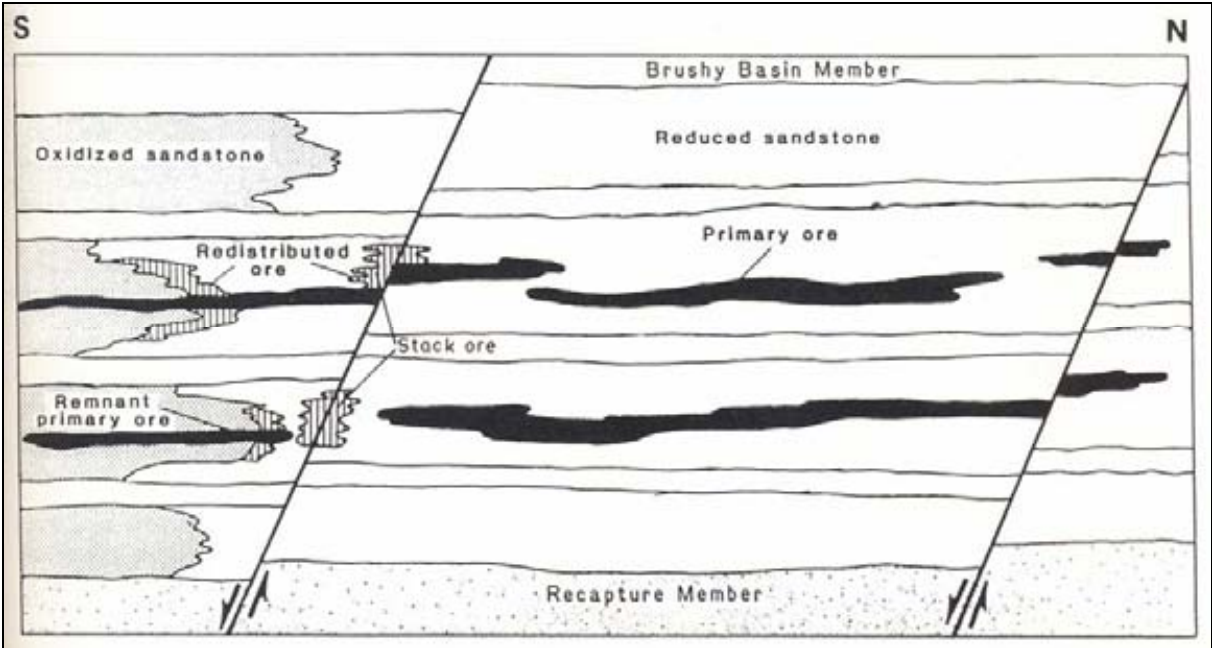 S
N
Brushy Basin Member
Oxidized sandstone
Reduced sandstone
Redistributed
ore
Primary ore
Stack ore
Remnant
primary ore
Recapture Member